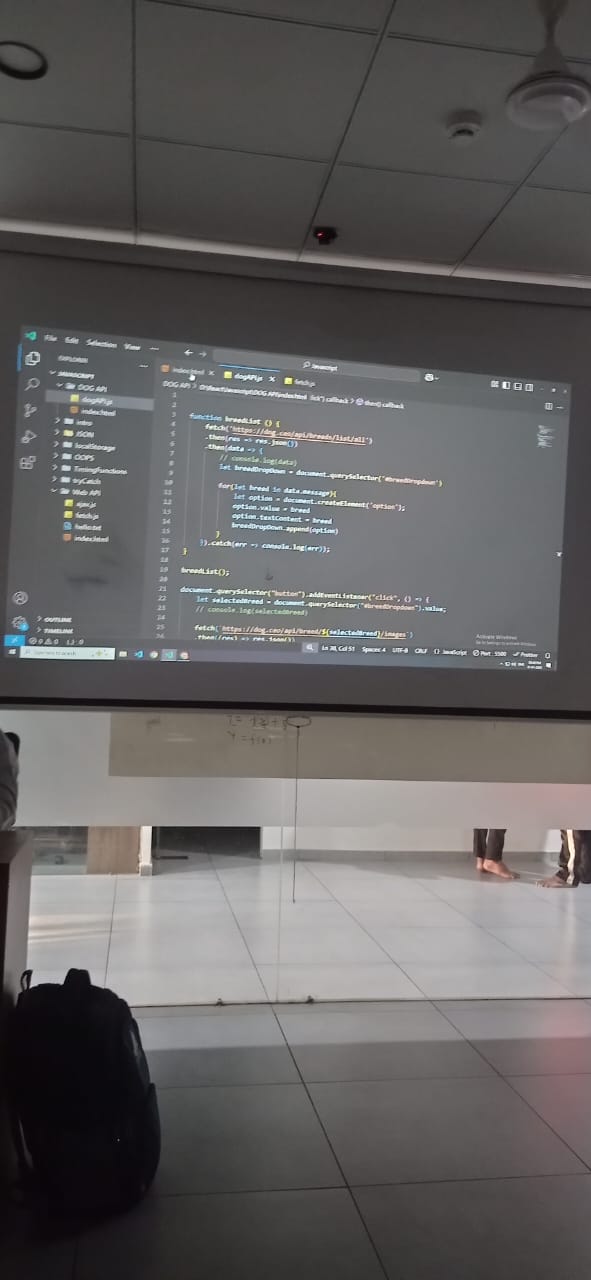 File Edit Selection View ...
Javascript
EXPLORER
index.html
dogAPI.js
fetch.js
JAVASCRIPT
DOG API
dogAPI.js
index.html
intro
JSON
localStorage
OOPS
TimingFunctions
tryCatch
Web API
ajax.js
fetch.js
hello.txt
index.html
OUTLINE
TIMELINE
DOG API > callback > then() callback
1
2
3
4 function breedList () {
5 fetch('https://dog.ceo/api/breeds/list/all')
6 .then(res => res.json())
7 .then(data => {
8 // console.log(data)
9 let breedDropDown = document.querySelector("#breedDropdown")
10
11 for(let breed in data.message){
12 let option = document.createElement('option');
13 option.value = breed
14 option.textContent = breed
15 breedDropDown.append(option)
16 }
17 }).catch(err => console.log(err));
18 }
19
20 breedList();
21
22 document.querySelector("button").addEventListener("click", () => {
23 let selectedBreed = document.querySelector("#breedDropdown").value;
24 // console.log(selectedBreed)
25
fetch(`https://dog.ceo/api/breed/${selectedBreed}/images`)
.then((res) => res.json())
Activate Windows
Go to Settings to activate Windows.
Ln 38, Col 51 Spaces: 4 UTF-8 CRLF {} JavaScript Port : 5500 Prettier
Type here to search
y = f(x)